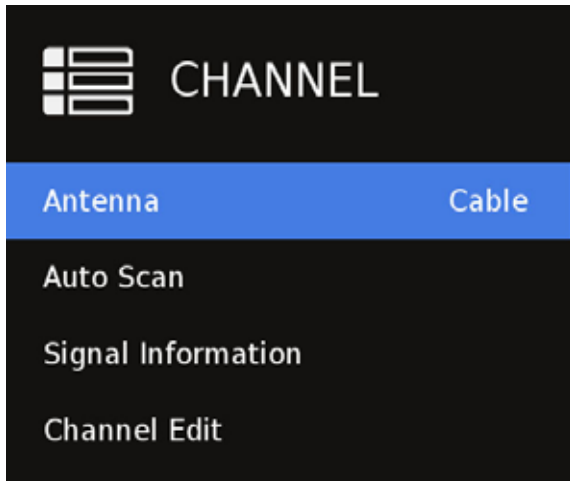 CHANNEL
Antenna Cable
Auto Scan
Signal Information
Channel Edit